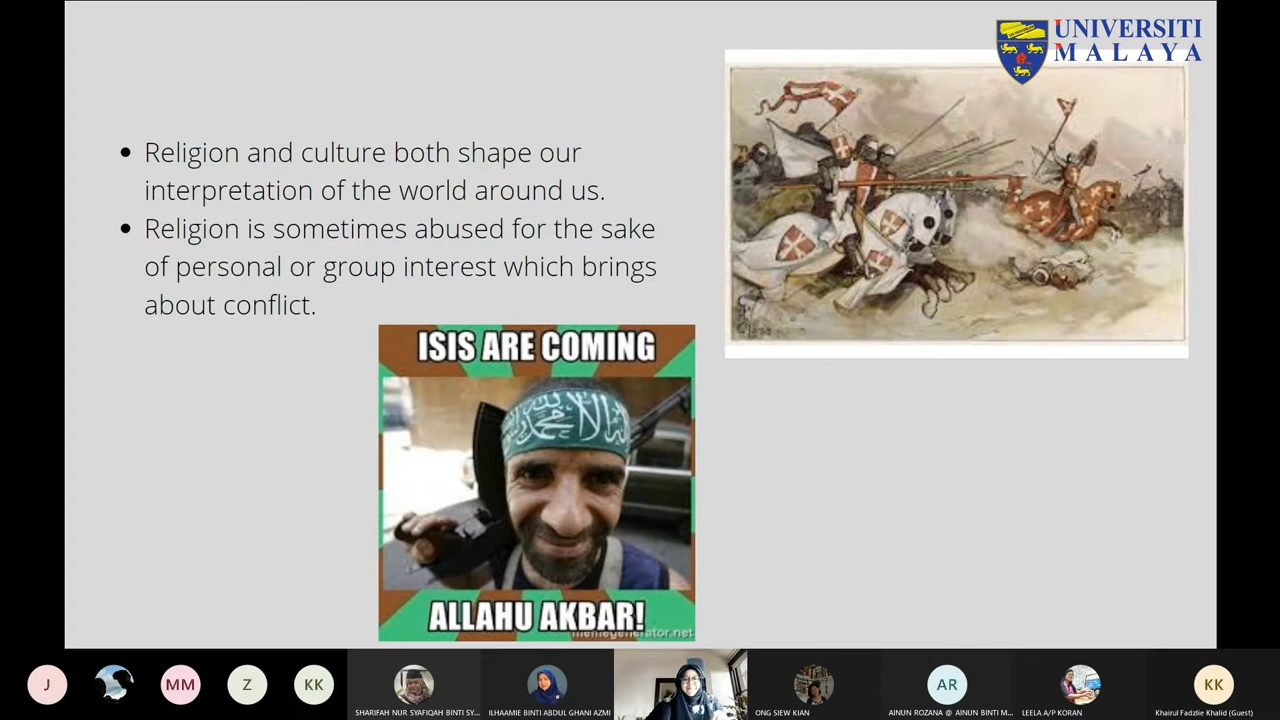 UNIVERSITI
MALAYA
Religion and culture both shape our
interpretation of the world around us.
Religion is sometimes abused for the sake
of personal or group interest which brings
about conflict.
ISIS ARE COMING
ALLAHU AKBAR!
memegenerator.net
J
MM
Z
KK
SHARIFAH NUR SYAFIQAH BINTI SY...
ILHAAMIE BINTI ABDUL GHANI AZMI
ONG SIEW KIAN
AR
AINUN ROZANA @ AINUN BINTI M...
LEELA A/P KORAN
KK
Khairul Fadzlie Khalid (Guest)